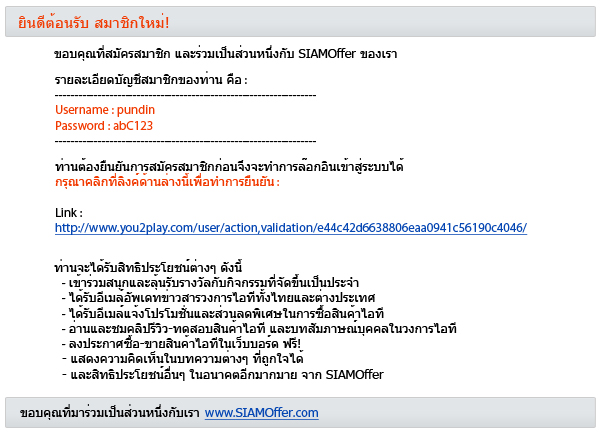 ยินดีต้อนรับ สมาชิกใหม่!
ขอบคุณที่สมัครสมาชิก และร่วมเป็นส่วนหนึ่งกับ SIAMOffer ของเรา
รายละเอียดบัญชีสมาชิกของท่าน คือ :
-------------------------------------------------------------------
Username : pundin
Password : abC123
-------------------------------------------------------------------
ท่านต้องยืนยันการสมัครสมาชิกก่อนจึงจะทำการล๊อกอินเข้าสู่ระบบได้
กรุณาคลิกที่ลิงค์ด้านล่างนี้เพื่อทำการยืนยัน :
Link :
http://www.you2play.com/user/action,validation/e44c42d6638806eaa0941c56190c4046/
ท่านจะได้รับสิทธิประโยชน์ต่างๆ ดังนี้
- เข้าร่วมสนุกและลุ้นรับรางวัลกับกิจกรรมที่จัดขึ้นเป็นประจำ
- ได้รับอีเมล์อัพเดทข่าวสารวงการไอทีทั้งไทยและต่างประเทศ
- ได้รับอีเมล์แจ้งโปรโมชั่นและส่วนลดพิเศษในการซื้อสินค้าไอที
- อ่านและชมคลิปรีวิว-ทดสอบสินค้าไอที และบทสัมภาษณ์บุคคลในวงการไอที
- ลงประกาศซื้อ-ขายสินค้าไอทีในเว็บบอร์ด ฟรี!
- แสดงความคิดเห็นในบทความต่างๆ ที่ถูกใจได้
- และสิทธิประโยชน์อื่นๆ ในอนาคตอีกมากมาย จาก SIAMOffer
ขอบคุณที่มาร่วมเป็นส่วนหนึ่งกับเรา www.SIAMOffer.com